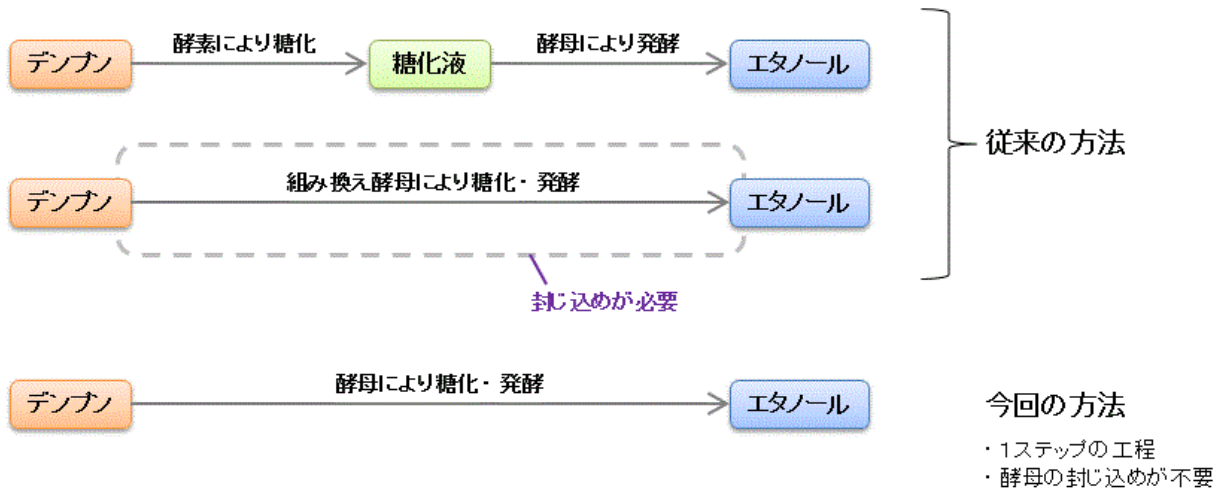 デンプン
酵素により糖化
糖化液
酵母により発酵
エタノール
従来の方法
デンプン
組み換え酵母により糖化・発酵
エタノール
封じ込めが必要
デンプン
酵母により糖化・発酵
エタノール
今回の方法
・1ステップの工程
・酵母の封じ込めが不要